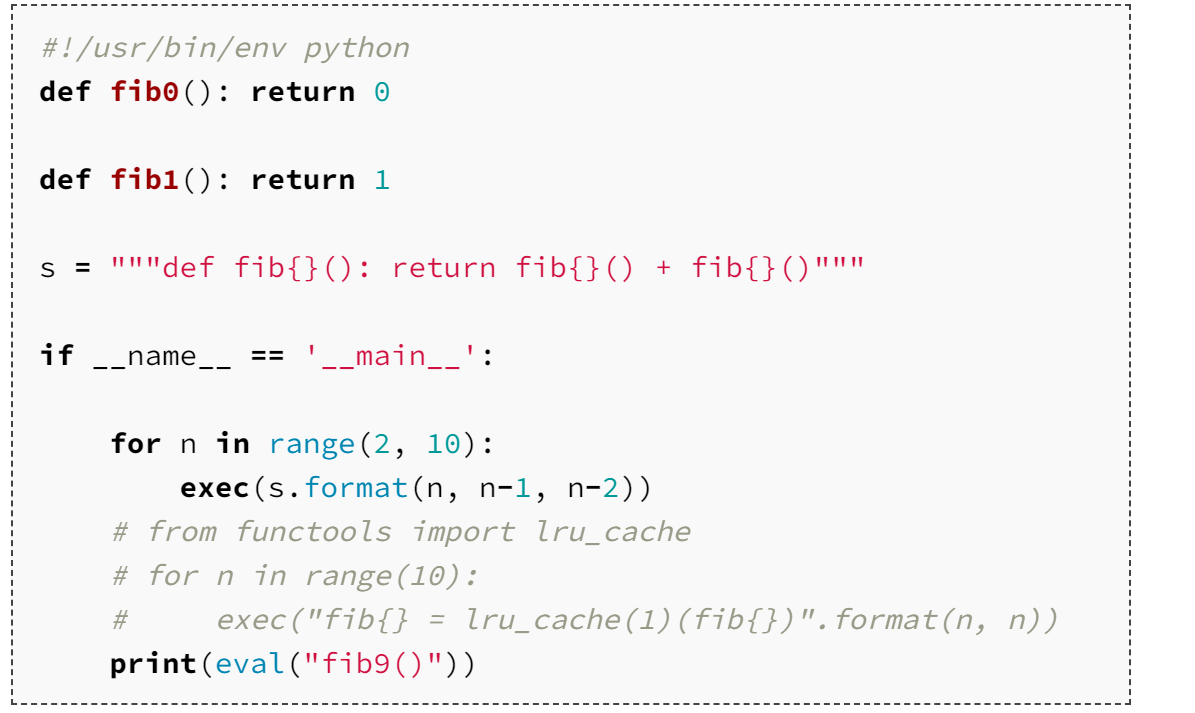 #!/usr/bin/env python
def fib0(): return 0
def fib1(): return 1
s = """def fib{}(): return fib{}() + fib{}()"""
if __name__ == '__main__':
    for n in range(2, 10):
        exec(s.format(n, n-1, n-2))
    # from functools import lru_cache
    # for n in range(10):
    #     exec("fib{} = lru_cache(1)(fib{})".format(n, n))
    print(eval("fib9()"))